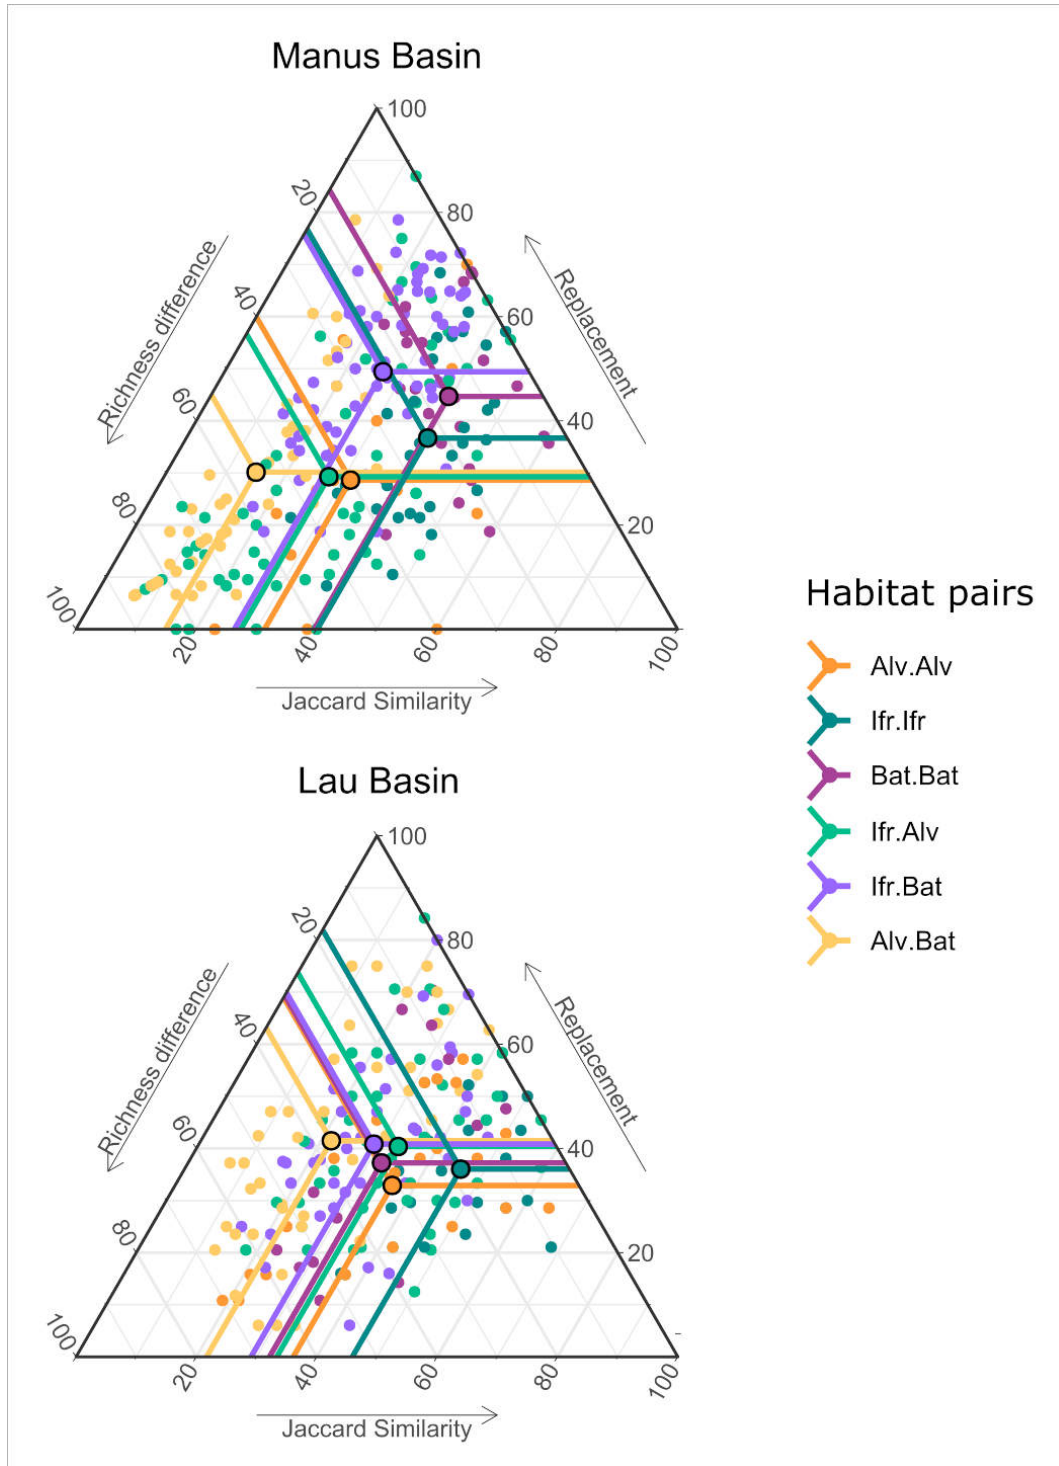 Manus Basin
100
20
80
Richness difference
Replacement
40
60
60
40
80
20
100
20
40
60
80
100
Jaccard Similarity
Habitat pairs
Alv.Alv
Ifr.Ifr
Bat.Bat
Ifr.Alv
Ifr.Bat
Alv.Bat
Lau Basin
100
20
80
Richness difference
Replacement
40
60
60
40
80
20
100
20
40
60
80
100
Jaccard Similarity